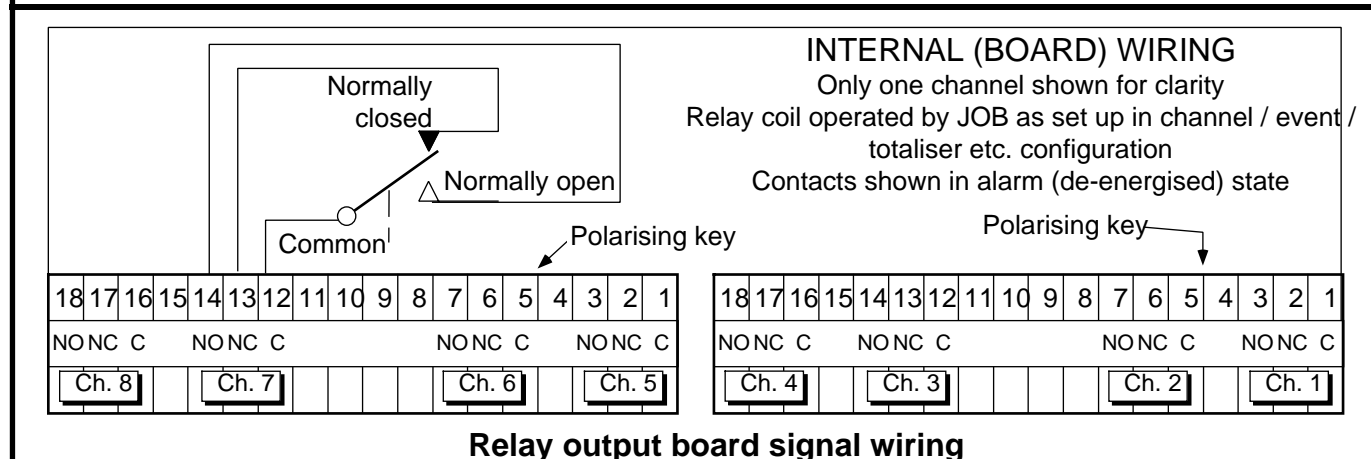 INTERNAL (BOARD) WIRING
Only one channel shown for clarity
Relay coil operated by JOB as set up in channel / event /
totaliser etc. configuration
Contacts shown in alarm (de-energised) state
Normally
closed
Normally open
Common
Polarising key
Polarising key
18 17 16 15 14 13 12 11 10 9 8 7 6 5 4 3 2 1
NO NC C NO NC C NO NC C NO NC C
Ch. 8 Ch. 7 Ch. 6 Ch. 5
18 17 16 15 14 13 12 11 10 9 8 7 6 5 4 3 2 1
NO NC C NO NC C NO NC C NO NC C
Ch. 4 Ch. 3 Ch. 2 Ch. 1
Relay output board signal wiring